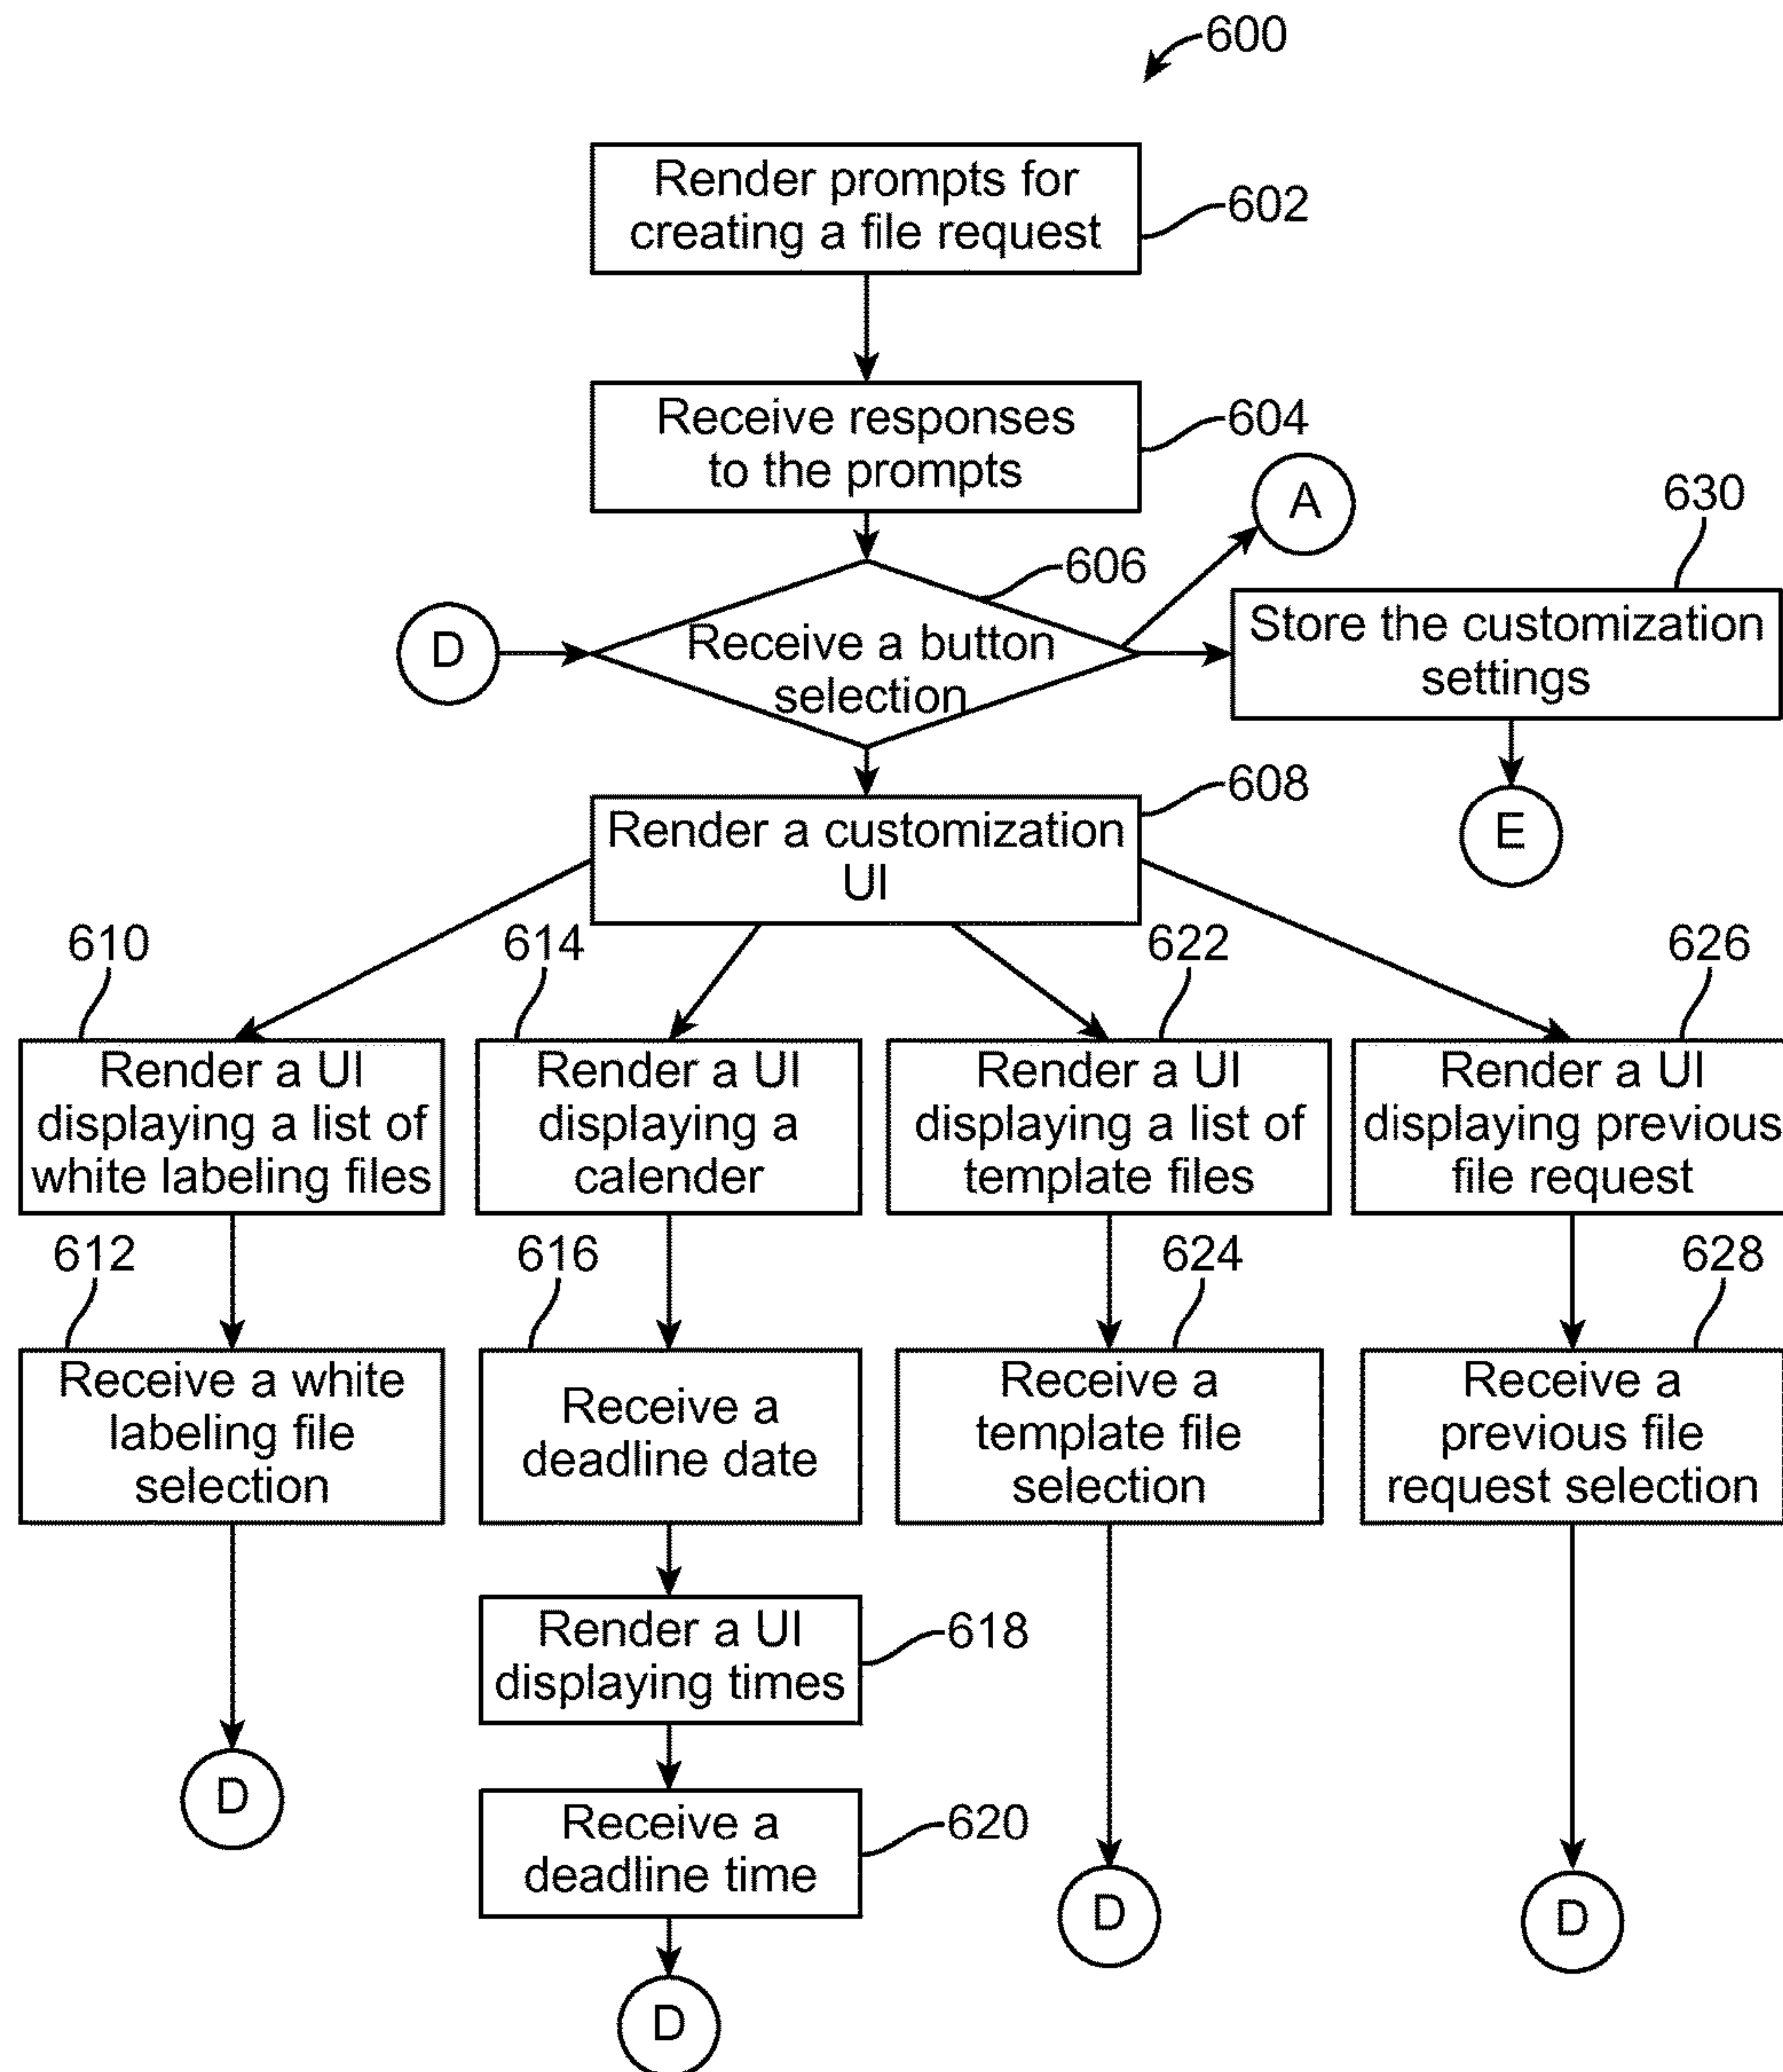 600
Render prompts for
creating a file request
602
Receive responses
to the prompts
604
A
630
606
D
Receive a button
selection
Store the customization
settings
608
Render a customization
UI
E
610
614
622
626
Render a UI
displaying a list of
white labeling files
Render a UI
displaying a
calender
Render a UI
displaying a list of
template files
Render a UI
displaying previous
file request
612
616
624
628
Receive a white
labeling file
selection
Receive a
deadline date
Receive a
template file
selection
Receive a
previous file
request selection
Render a UI
displaying times
618
D
Receive a
deadline time
620
D
D
D